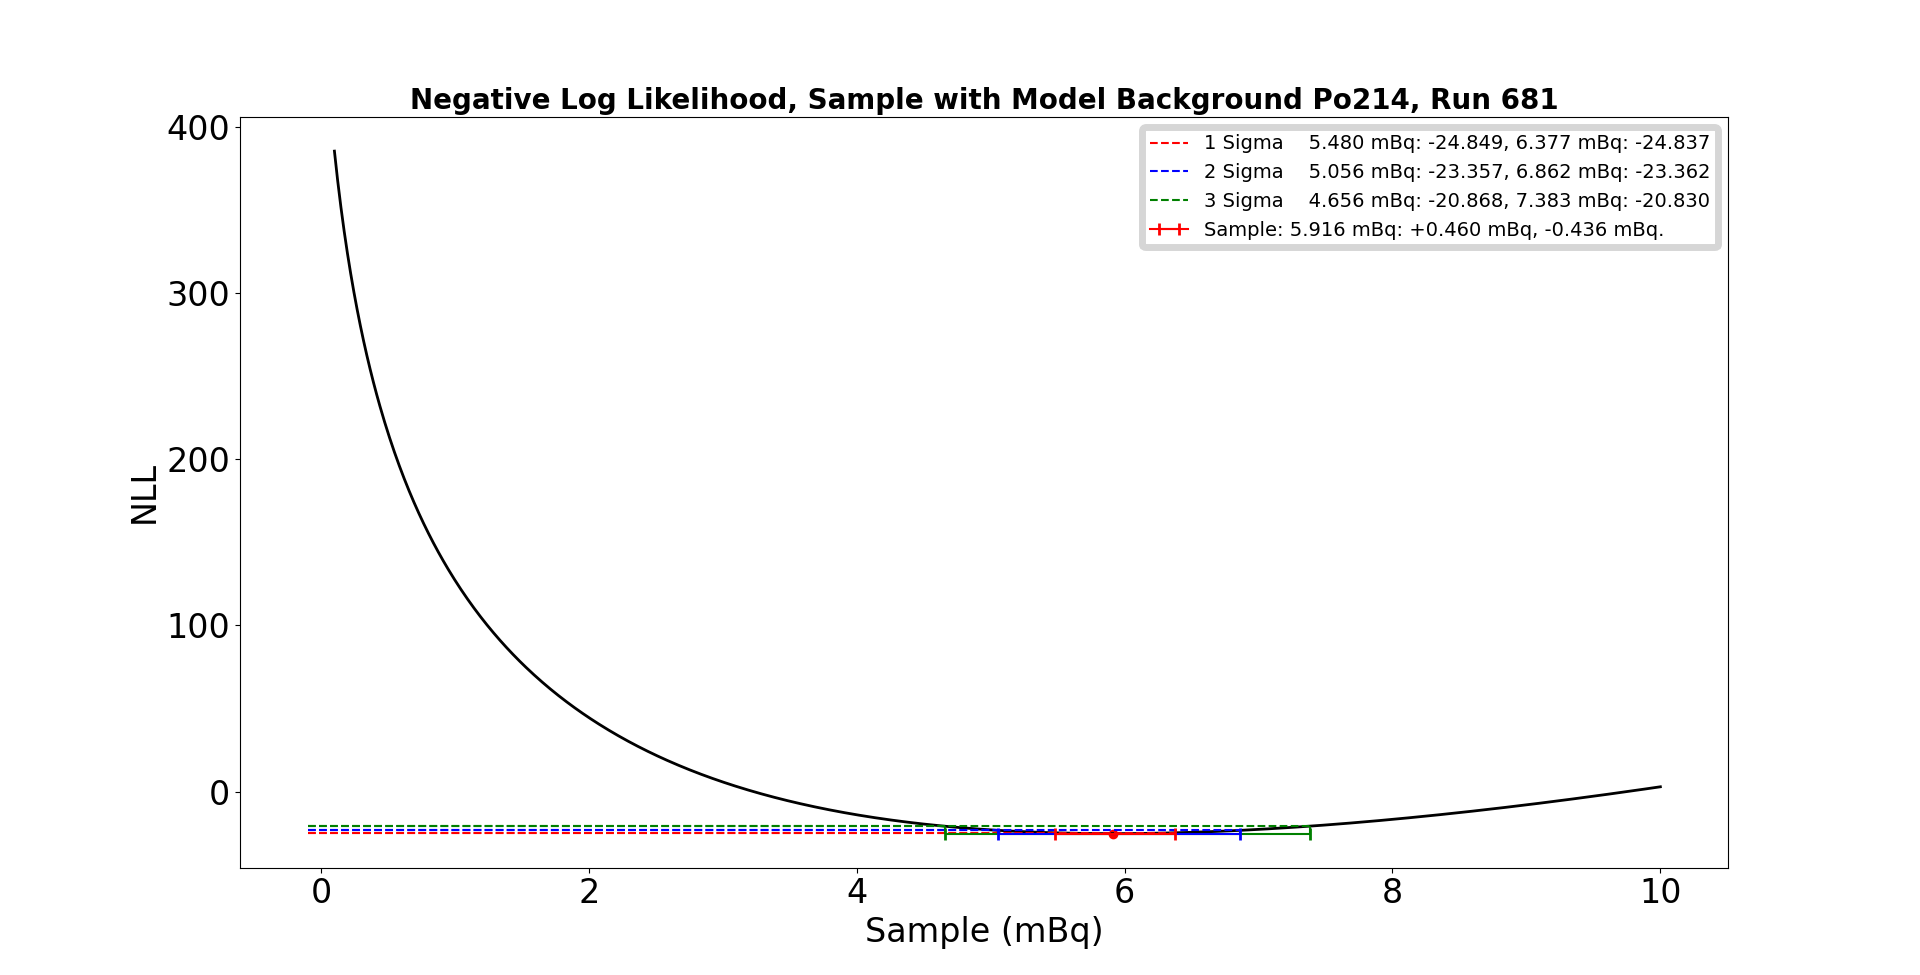 Negative Log Likelihood, Sample with Model Background Po214, Run 681
400
300
200
100
0
NLL
1 Sigma    5.480 mBq: -24.849, 6.377 mBq: -24.837
2 Sigma    5.056 mBq: -23.357, 6.862 mBq: -23.362
3 Sigma    4.656 mBq: -20.868, 7.383 mBq: -20.830
Sample: 5.916 mBq: +0.460 mBq, -0.436 mBq.
0 2 4 6 8 10
Sample (mBq)